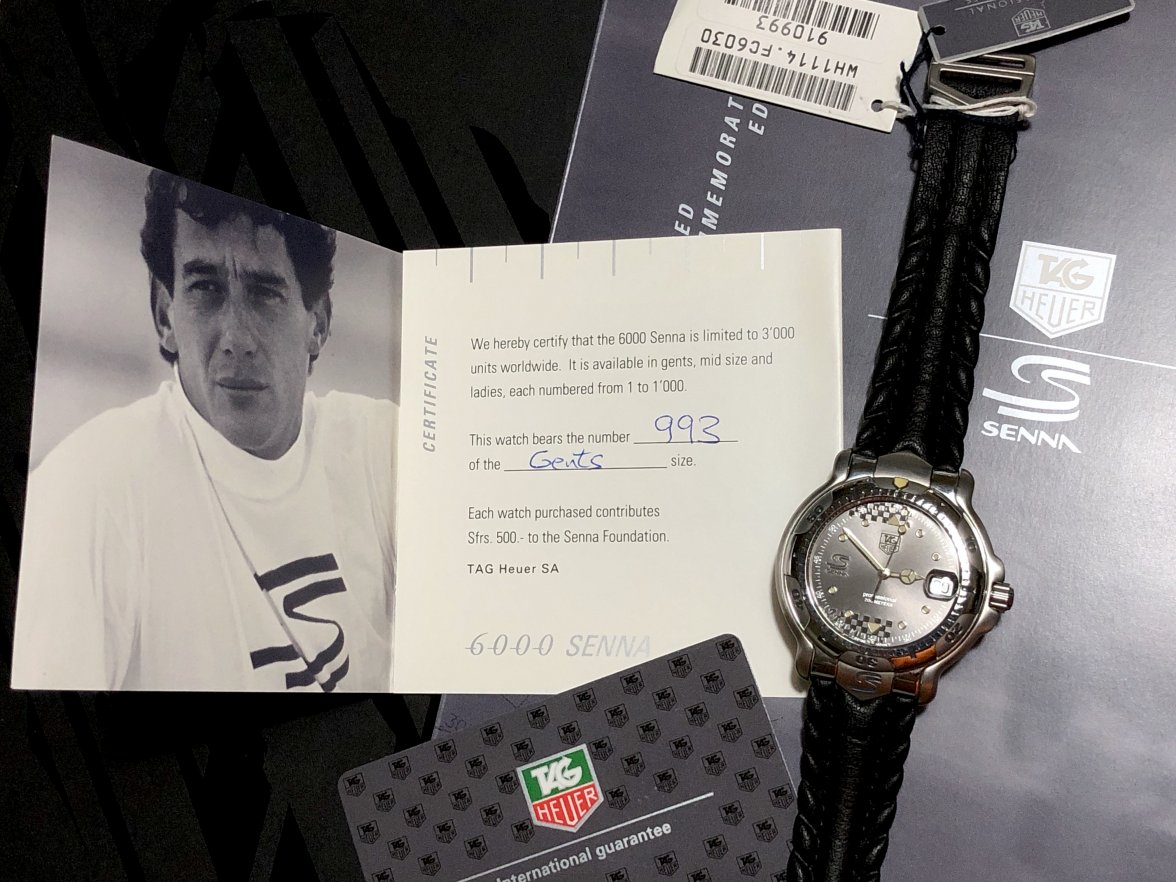 910993
WH1114.FC6030
TAG
HEUER
SENNA
CERTIFICATE
We hereby certify that the 6000 Senna is limited to 3'000
units worldwide. It is available in gents, mid size and
ladies, each numbered from 1 to 1'000.
This watch bears the number 993
of the Gents size.
Each watch purchased contributes
Sfrs. 500.- to the Senna Foundation.
TAG Heuer SA
6000 SENNA
TAG
HEUER
professional
TAG
HEUER
international guarantee